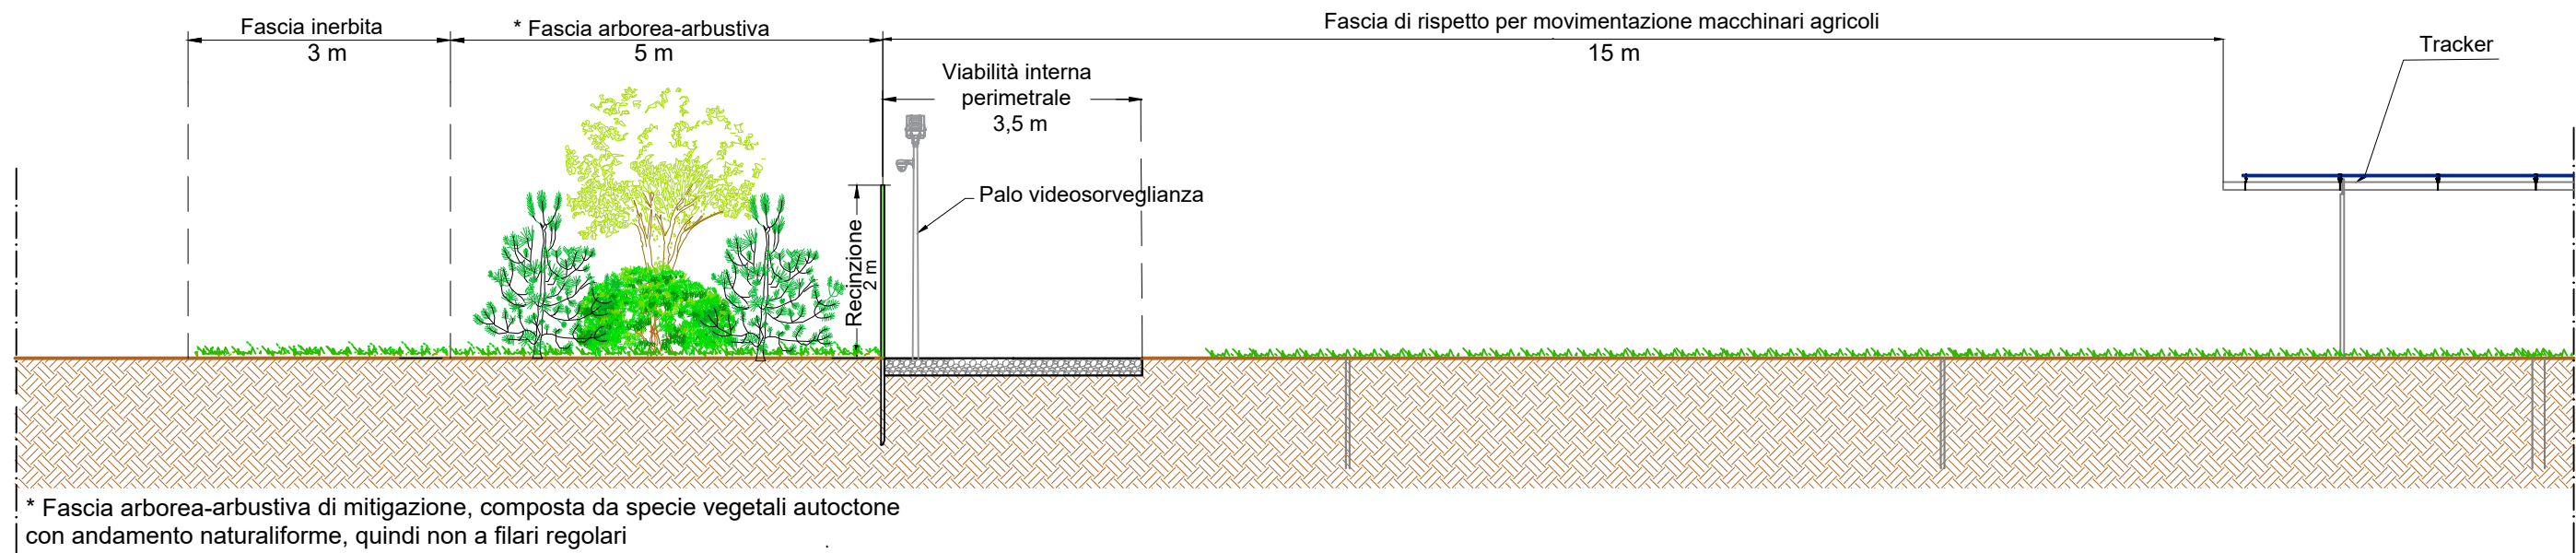 Fascia inerbita
3 m
* Fascia arborea-arbustiva
5 m
Fascia di rispetto per movimentazione macchinari agricoli
15 m
Viabilità interna
perimetrale
3,5 m
Tracker
Palo videosorveglianza
Recinzione
2 m
* Fascia arborea-arbustiva di mitigazione, composta da specie vegetali autoctone
con andamento naturaliforme, quindi non a filari regolari